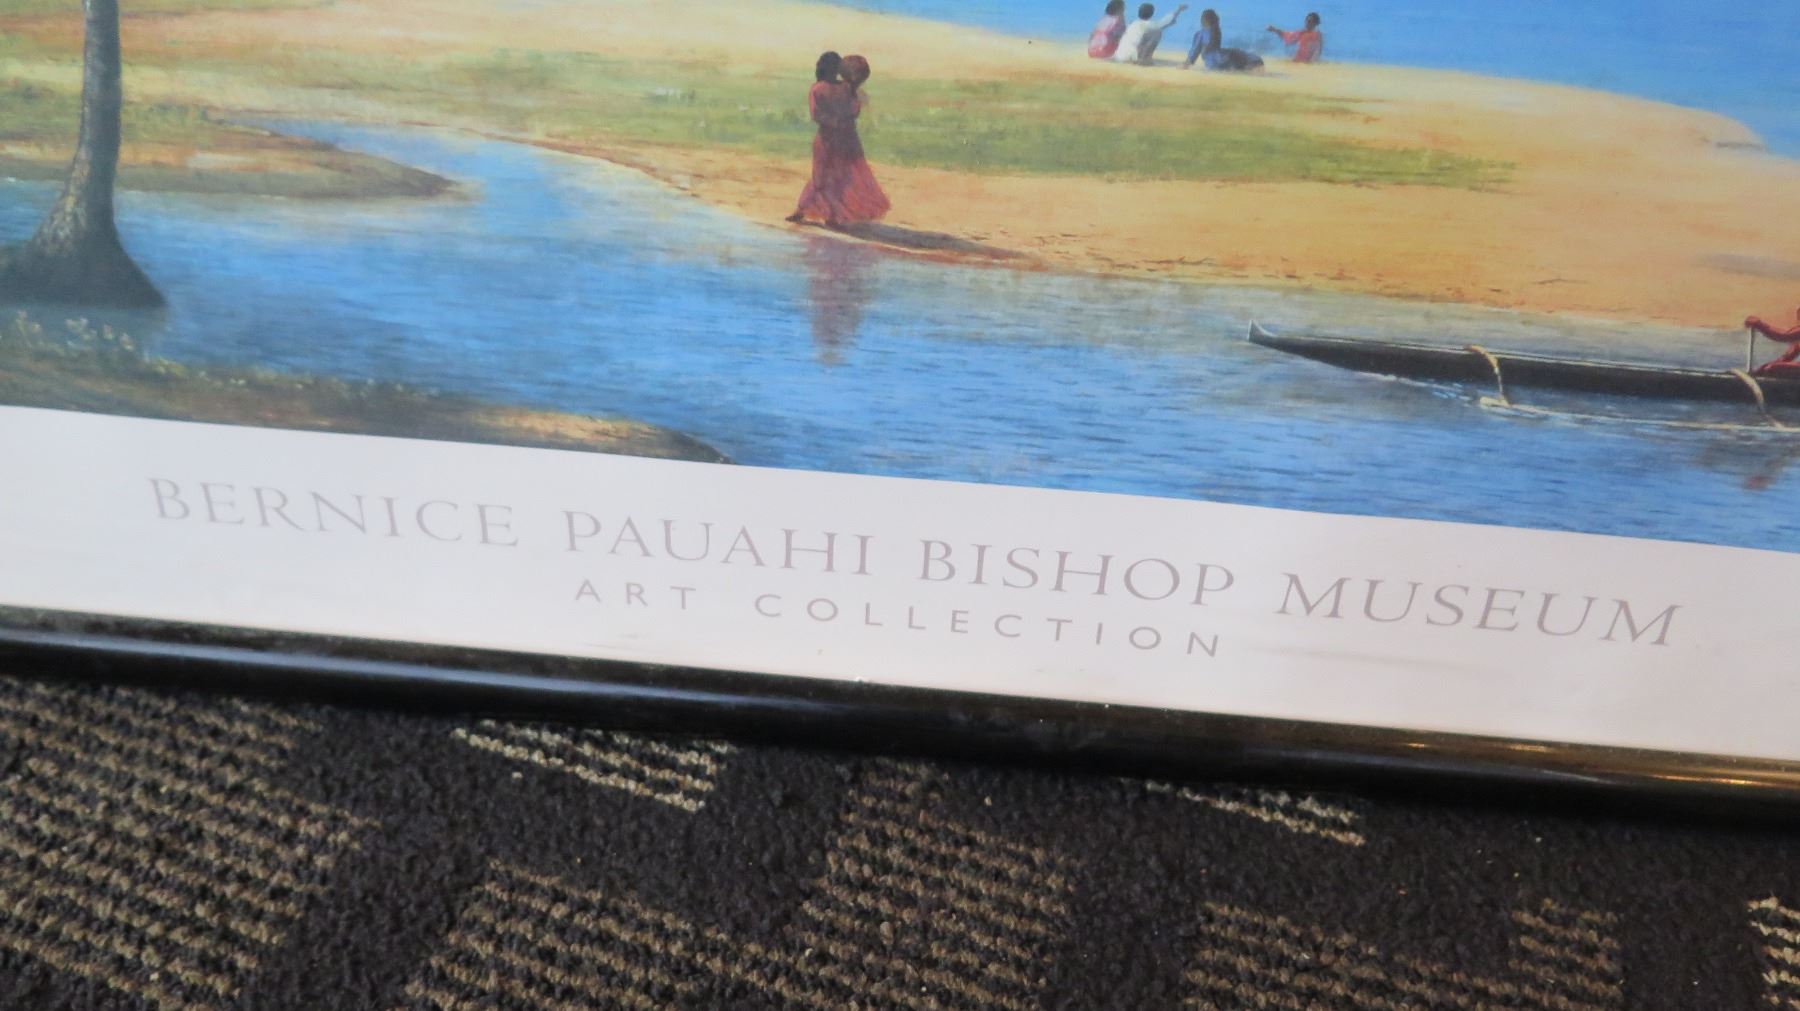 BERNICE PAUAHI BISHOP MUSEUM
ART COLLECTION